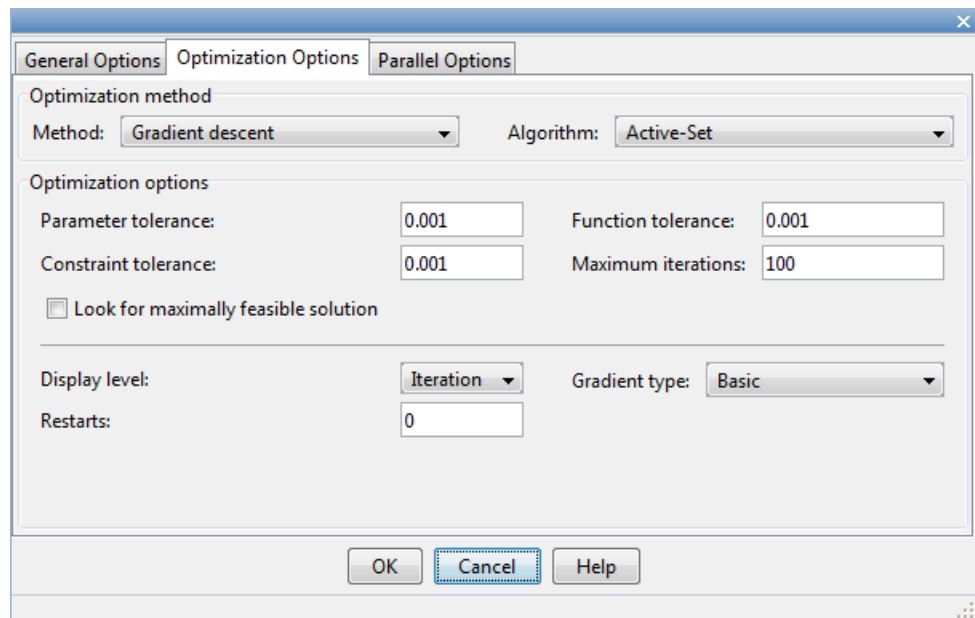 General Options Optimization Options Parallel Options
Optimization method
Method: Gradient descent Algorithm: Active-Set
Optimization options
Parameter tolerance: 0.001 Function tolerance: 0.001
Constraint tolerance: 0.001 Maximum iterations: 100
Look for maximally feasible solution
Display level: Iteration Gradient type: Basic
Restarts: 0
OK Cancel Help